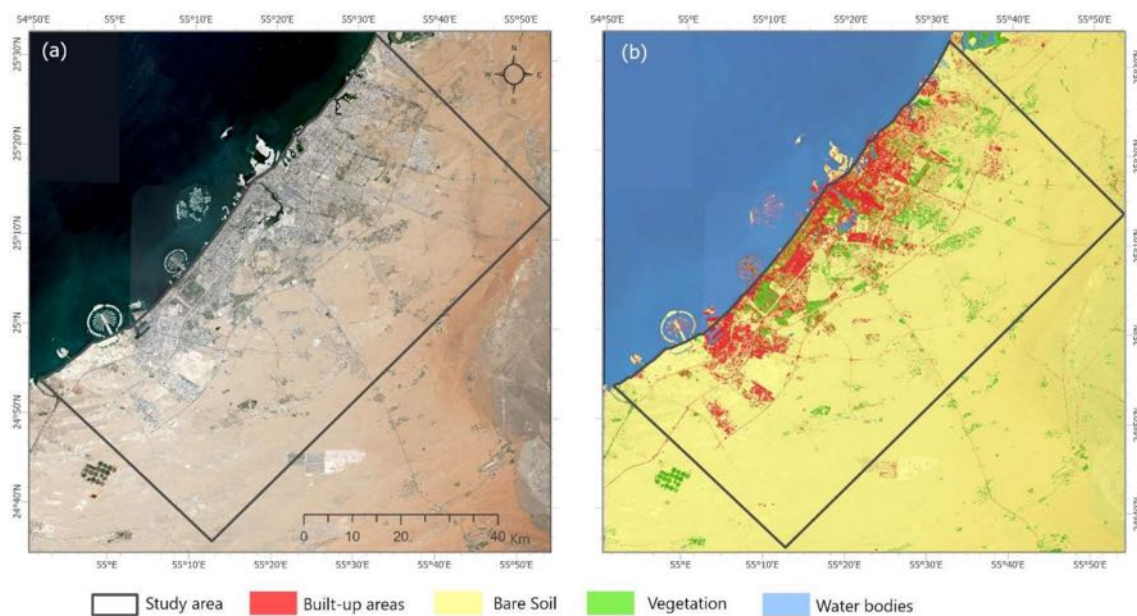 54°50'E 55°E 55°10'E 55°20'E 55°30'E 55°40'E 55°50'E 55°E 55°10'E 55°20'E 55°30'E 55°40'E 55°50'E
(a) (b)
N
W E
S
25°30'N
25°20'N
25°10'N
25°N
24°50'N
24°40'N
0 20 40
Km
55°E 55°10'E 55°20'E 55°30'E 55°40'E 55°50'E 55°E 55°10'E 55°20'E 55°30'E 55°40'E 55°50'E
Study area Built-up areas Bare Soil Vegetation Water bodies